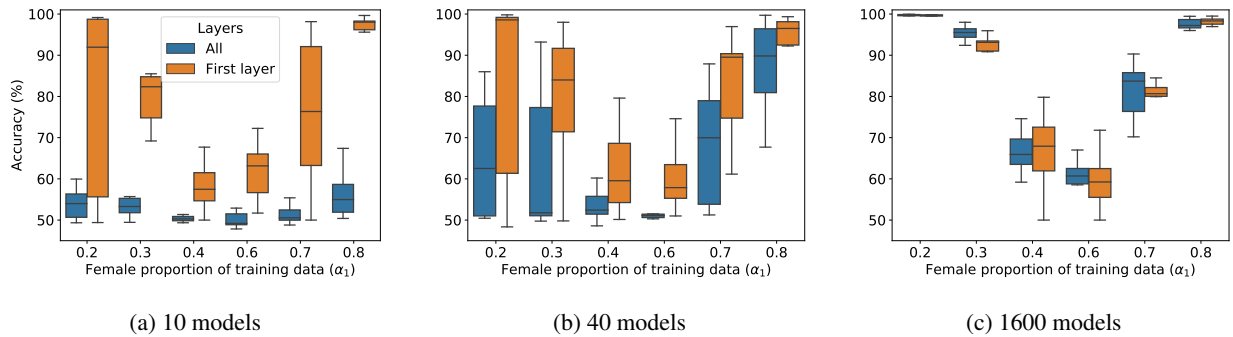 Accuracy (%)
100
90
80
70
60
50
Layers
All
First layer
0.2 0.3 0.4 0.6 0.7 0.8
Female proportion of training data (α1)
(a) 10 models
100
90
80
70
60
50
0.2 0.3 0.4 0.6 0.7 0.8
Female proportion of training data (α1)
(b) 40 models
100
90
80
70
60
50
0.2 0.3 0.4 0.6 0.7 0.8
Female proportion of training data (α1)
(c) 1600 models